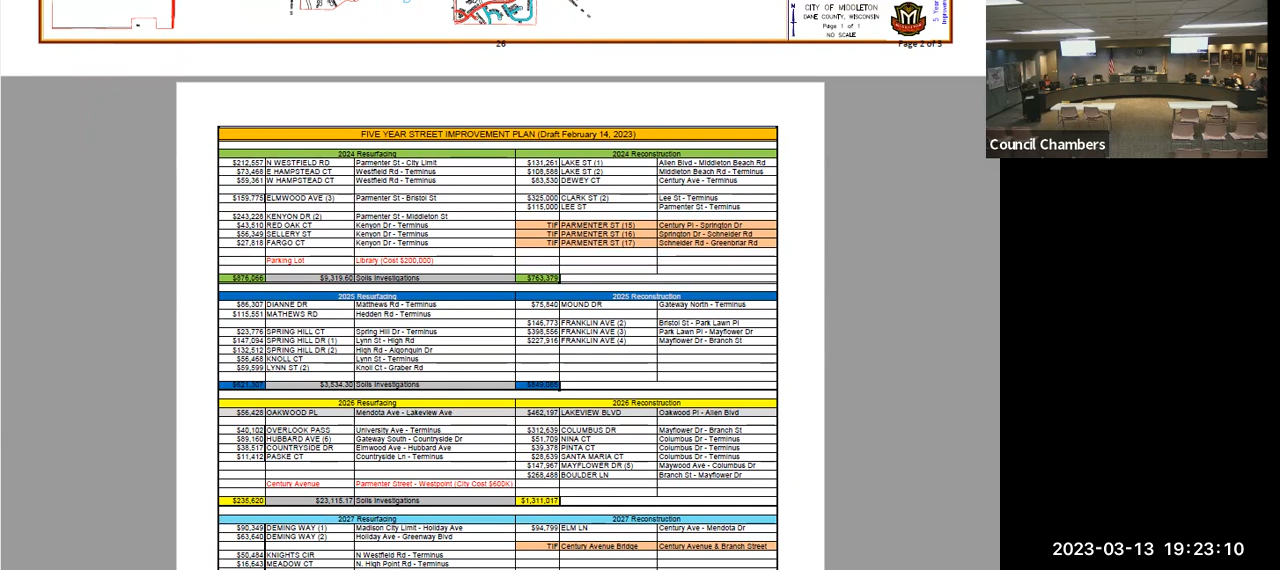 CITY OF MIDDLETON
DANE COUNTY, WISCONSIN
Page 1 of 1
NO SCALE
5 Year
26
Page 2 of 3
Council Chambers
FIVE YEAR STREET IMPROVEMENT PLAN (Draft February 14, 2023)
2024 Resurfacing 2024 Reconstruction
$212,557 N WESTFIELD RD Parmenter St - City Limit $131,261 LAKE ST (1) Allen Blvd - Middleton Beach Rd
$73,468 E HAMPSTEAD CT Westfield Rd - Terminus $108,588 LAKE ST (2) Middleton Beach Rd - Terminus
$59,361 W HAMPSTEAD CT Westfield Rd - Terminus $83,530 DEWEY CT Century Ave - Terminus
$159,775 ELMWOOD AVE (3) Parmenter St - Bristol St $325,000 CLARK ST (2) Lee St - Terminus
$115,000 LEE ST Parmenter St - Terminus
$243,228 KENYON DR (2) Parmenter St - Middleton St
$43,510 RED OAK CT Kenyon Dr - Terminus TIF PARMENTER ST (15) Century Pl - Springton Dr
$56,349 SELLERY ST Kenyon Dr - Terminus TIF PARMENTER ST (16) Springton Dr - Schneider Rd
$27,818 FARGO CT Kenyon Dr - Terminus TIF PARMENTER ST (17) Schneider Rd - Greenbriar Rd
Parking Lot Library (Cost $200,000)
$876,066 $9,319.60 Soils Investigations $763,379
2025 Resurfacing 2025 Reconstruction
$86,307 DIANNE DR Matthews Rd - Terminus $75,840 MOUND DR Gateway North - Terminus
$115,551 MATHEWS RD Hedden Rd - Terminus
$146,773 FRANKLIN AVE (2) Bristol St - Park Lawn Pl
$23,776 SPRING HILL CT Spring Hill Dr - Terminus $398,556 FRANKLIN AVE (3) Park Lawn Pl - Mayflower Dr
$147,094 SPRING HILL DR (1) Lynn St - High Rd $227,916 FRANKLIN AVE (4) Mayflower Dr - Branch St
$132,512 SPRING HILL DR (2) High Rd - Algonquin Dr
$56,468 KNOLL CT Lynn St - Terminus
$59,599 LYNN ST (2) Knoll Ct - Graber Rd
$621,307 $3,534.30 Soils Investigations $849,085
2026 Resurfacing 2026 Reconstruction
$56,428 OAKWOOD PL Mendota Ave - Lakeview Ave $462,197 LAKEVIEW BLVD Oakwood Pl - Allen Blvd
$40,102 OVERLOOK PASS University Ave - Terminus $312,639 COLUMBUS DR Mayflower Dr - Branch St
$89,160 HUBBARD AVE (6) Gateway South - Countryside Dr $51,709 NINA CT Columbus Dr - Terminus
$38,517 COUNTRYSIDE DR Elmwood Ave - Hubbard Ave $39,378 PINTA CT Columbus Dr - Terminus
$11,412 PASKE CT Countryside Ln - Terminus $28,639 SANTA MARIA CT Columbus Dr - Terminus
$147,967 MAYFLOWER DR (5) Maywood Ave - Columbus Dr
$268,488 BOULDER LN Branch St - Mayflower Dr
Century Avenue Parmenter Street - Westpoint (City Cost $600K)
$235,620 $23,115.17 Soils Investigations $1,311,017
2027 Resurfacing 2027 Reconstruction
$90,349 DEMING WAY (1) Madison City Limit - Holiday Ave $94,799 ELM LN Century Ave - Mendota Dr
$63,640 DEMING WAY (2) Holiday Ave - Greenway Blvd
TIF Century Avenue Bridge Century Avenue & Branch Street
$50,484 KNIGHTS CIR N Westfield Rd - Terminus
$16,643 MEADOW CT N. High Point Rd - Terminus
2023-03-13 19:23:10